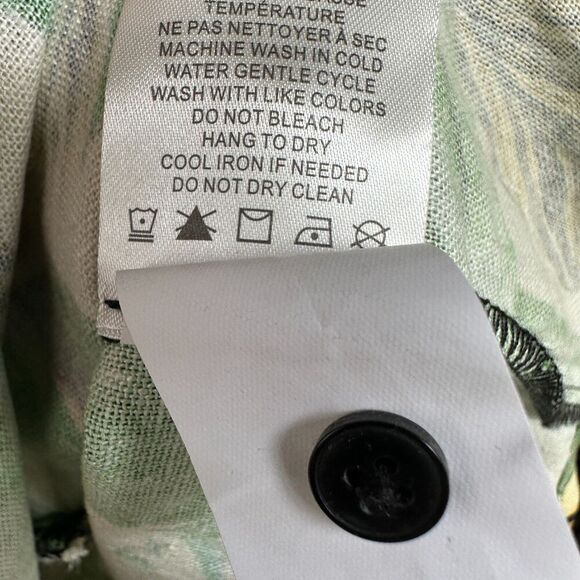 TEMPÉRATURE
NE PAS NETTOYER À SEC
MACHINE WASH IN COLD
WATER GENTLE CYCLE
WASH WITH LIKE COLORS
DO NOT BLEACH
HANG TO DRY
COOL IRON IF NEEDED
DO NOT DRY CLEAN